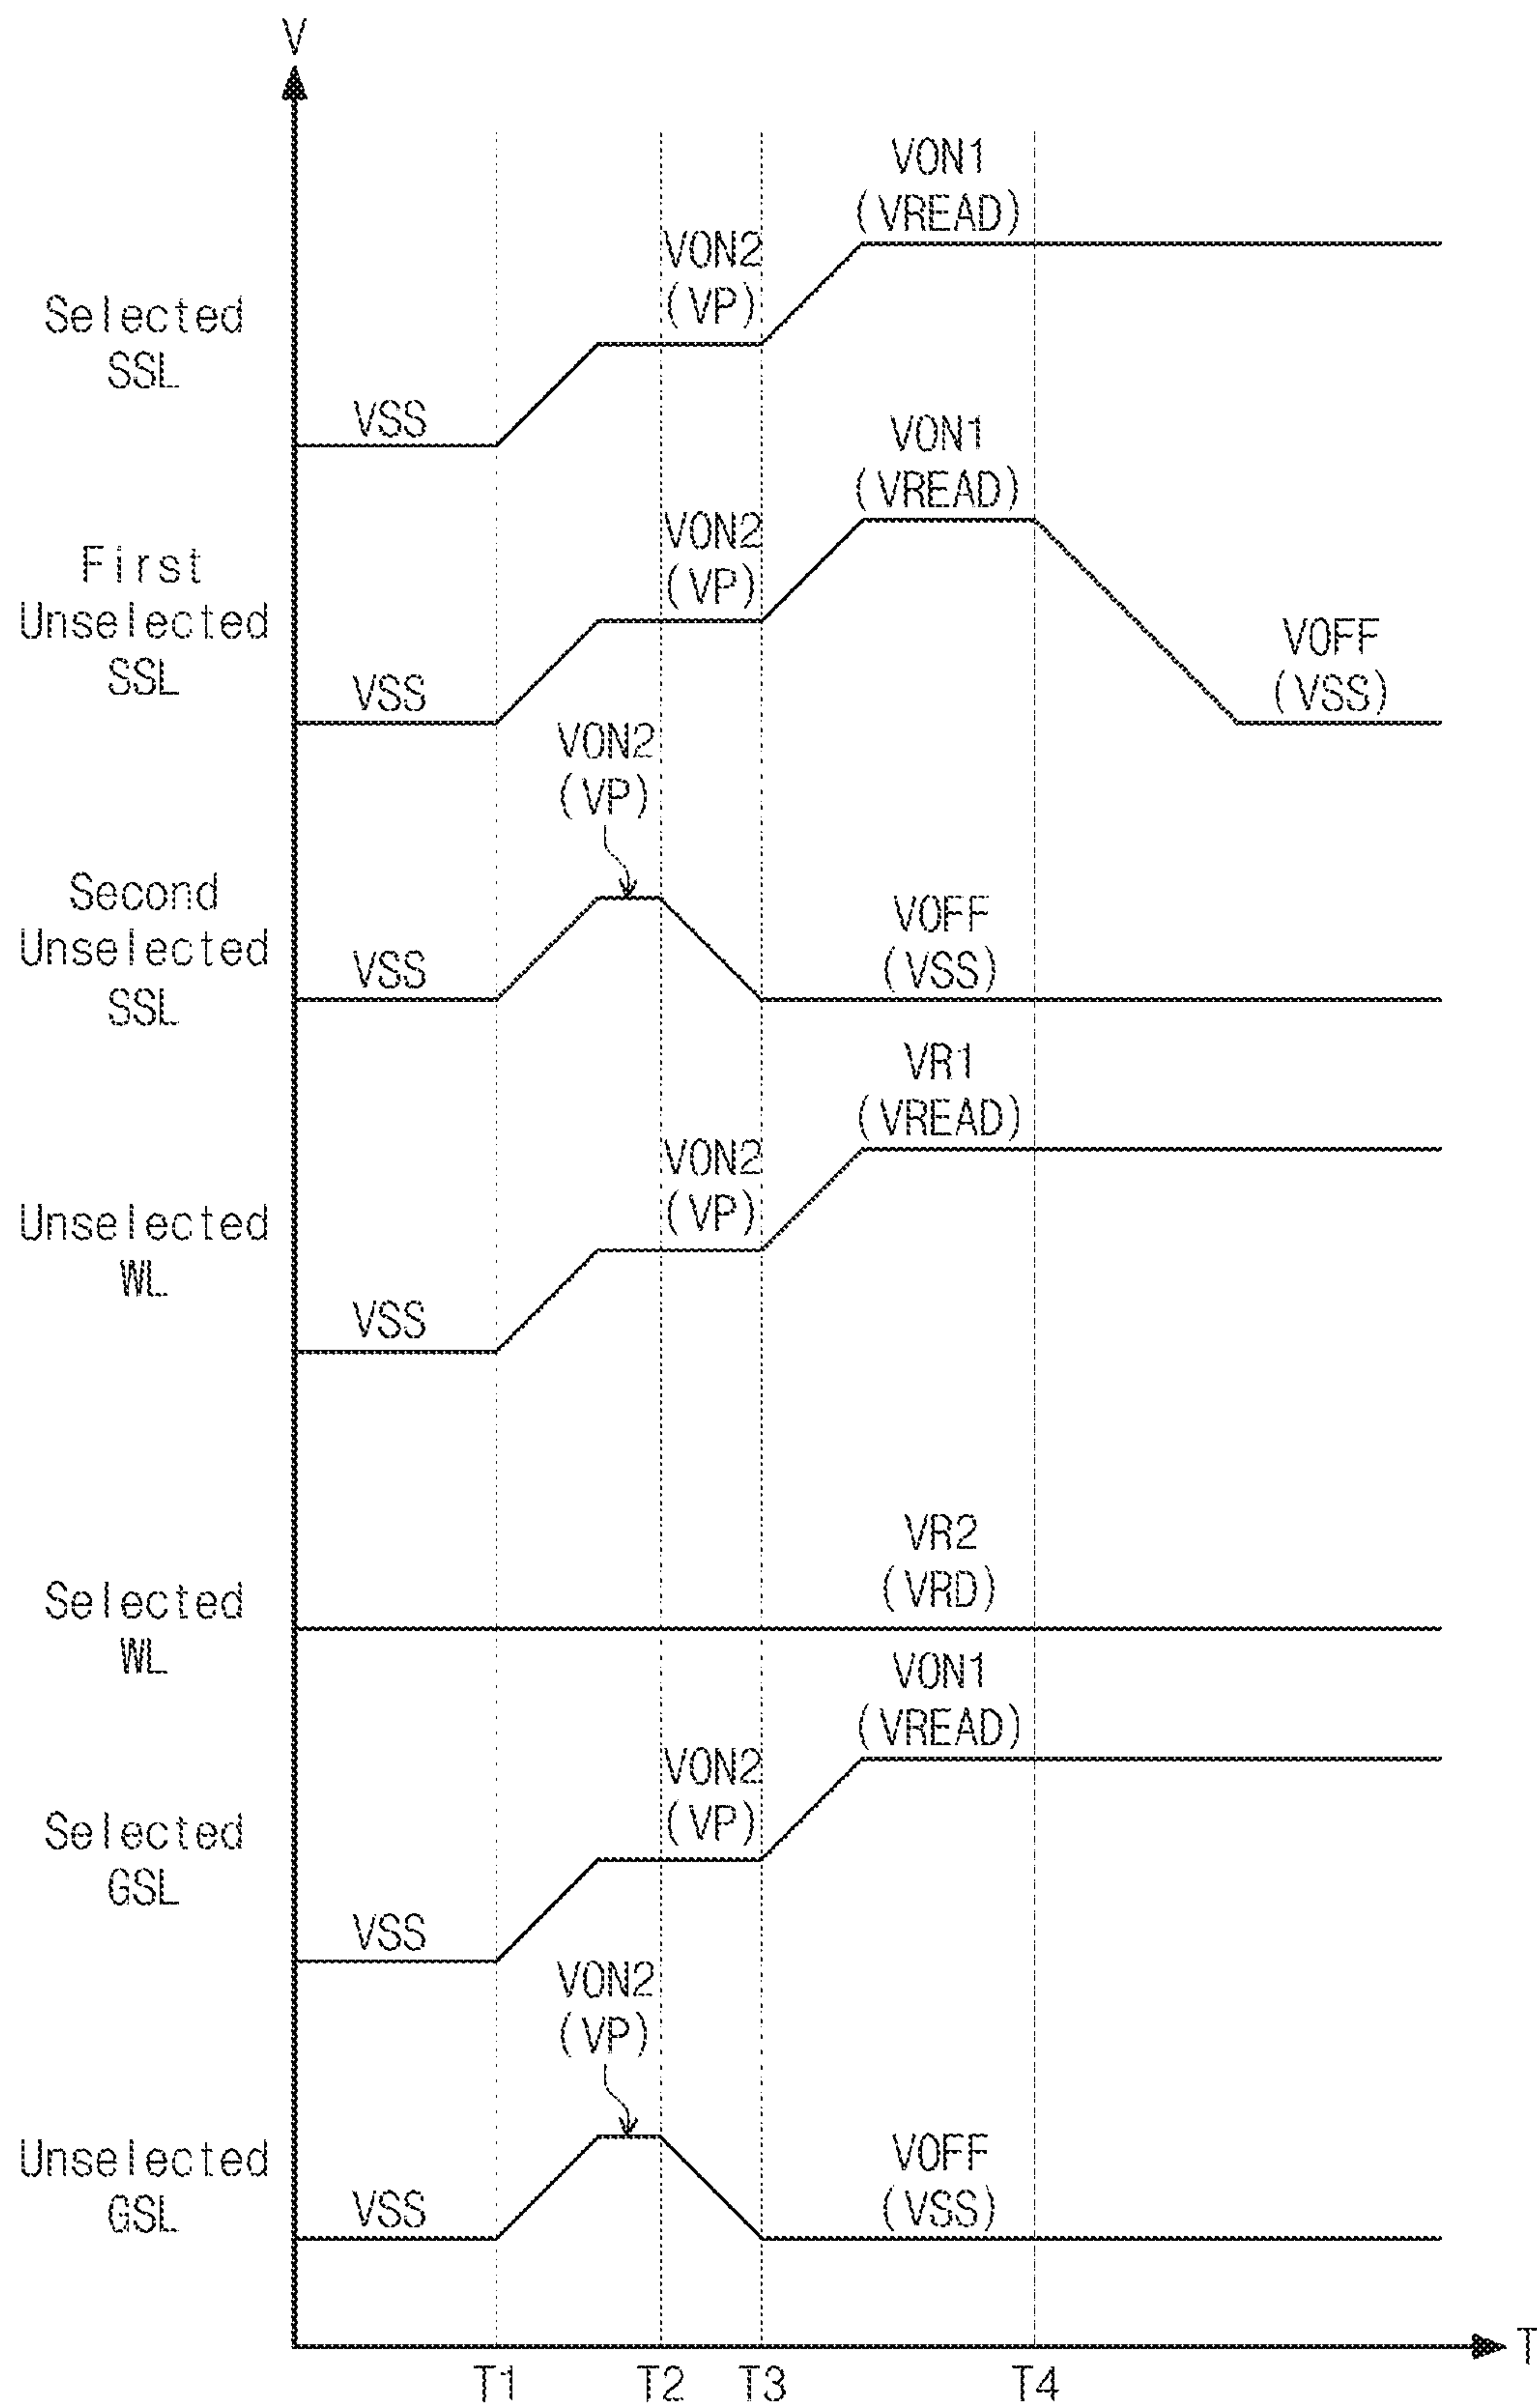 V
VON1
(VREAD)
VON2
(VP)
Selected
SSL
VSS
VON1
(VREAD)
VON2
(VP)
First
Unselected
SSL
VSS
VOFF
(VSS)
VON2
(VP)
Second
Unselected
SSL
VSS
VOFF
(VSS)
VR1
(VREAD)
VON2
(VP)
Unselected
WL
VSS
VR2
(VRD)
Selected
WL
VON1
(VREAD)
VON2
(VP)
Selected
GSL
VSS
VON2
(VP)
Unselected
GSL
VSS
VOFF
(VSS)
T
T1 T2 T3 T4